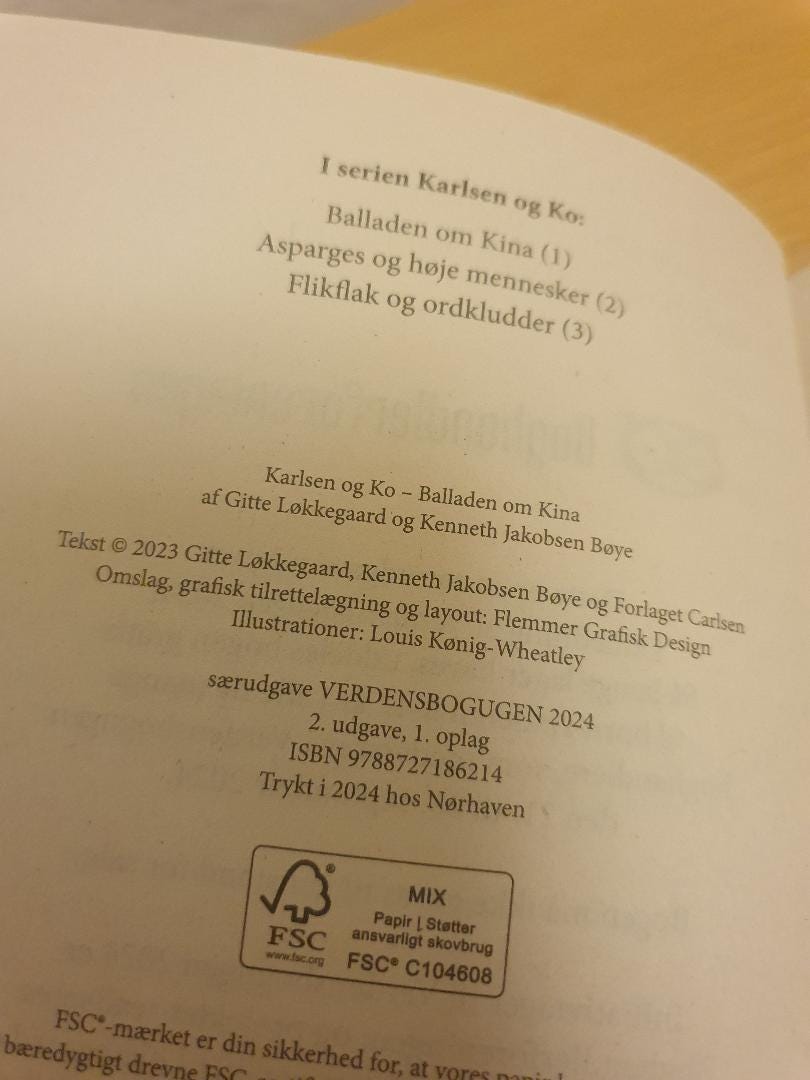 I serien Karlsen og Ko:
Balladen om Kina (1)
Asparges og høje mennesker (2)
Flikflak og ordkludder (3)
Karlsen og Ko – Balladen om Kina
af Gitte Løkkegaard og Kenneth Jakobsen Bøye
Tekst © 2023 Gitte Løkkegaard, Kenneth Jakobsen Bøye og Forlaget Carlsen
Omslag, grafisk tilrettelægning og layout: Flemmer Grafisk Design
Illustrationer: Louis Kønig-Wheatley
særudgave VERDENSBOGUGEN 2024
2. udgave, 1. oplag
ISBN 9788727186214
Trykt i 2024 hos Nørhaven
®
FSC
www.fsc.org
MIX
Papir | Støtter
ansvarligt skovbrug
FSC® C104608
FSC®-mærket er din sikkerhed for, at vores
bæredygtigt drevne FSC